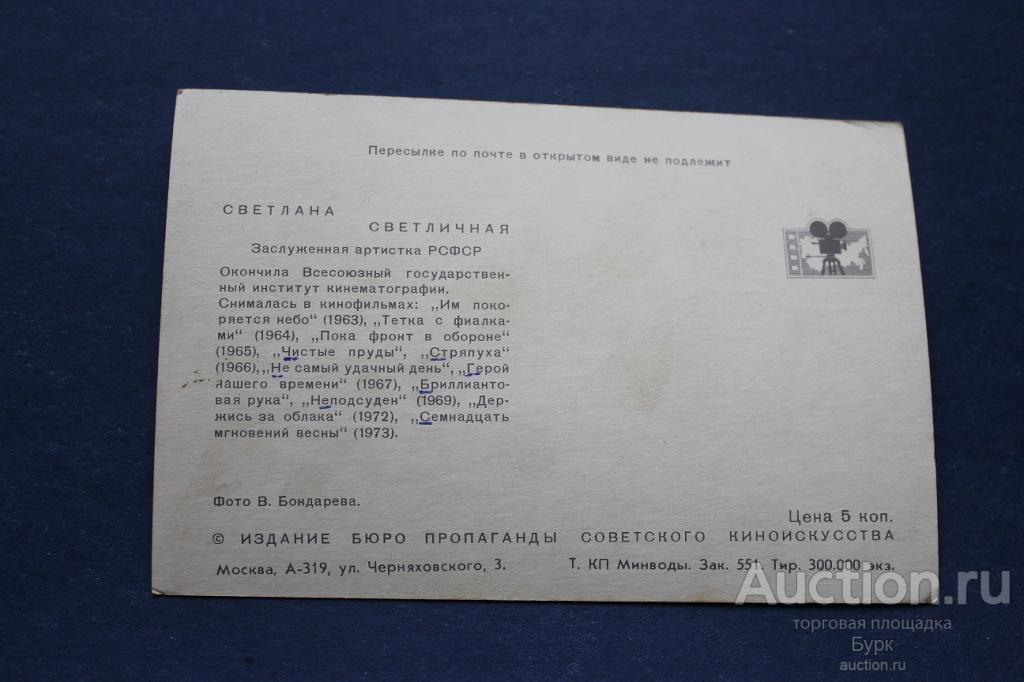 Пересылке по почте в открытом виде не подлежит
СВЕТЛАНА
СВЕТЛИЧНАЯ
Заслуженная артистка РСФСР
Окончила Всесоюзный государствен-
ный институт кинематографии.
Снималась в кинофильмах: „Им поко-
ряется небо“ (1963), „Тетка с фиалка-
ми“ (1964), „Пока фронт в обороне“
(1965), „Чистые пруды“, „Стряпуха“
(1966), „Не самый удачный день“, „Герой
нашего времени“ (1967), „Бриллианто-
вая рука“, „Неподсуден“ (1969), „Дер-
жись за облака“ (1972), „Семнадцать
мгновений весны“ (1973).
Фото В. Бондарева.
Цена 5 коп.
© ИЗДАНИЕ БЮРО ПРОПАГАНДЫ СОВЕТСКОГО КИНОИСКУССТВА
Москва, А-319, ул. Черняховского, 3. Т. КП Минводы. Зак. 551. Тир. 300.000 экз.
Auction.ru
торговая площадка
Бурк
auction.ru